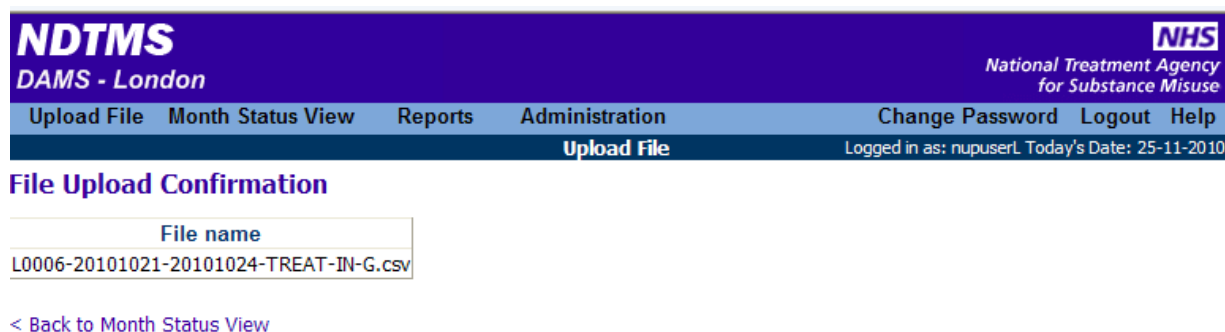 NDTMS
NHS
DAMS - London
National Treatment Agency
for Substance Misuse
Upload File Month Status View Reports Administration Change Password Logout Help
Upload File Logged in as: nupuserL Today's Date: 25-11-2010
File Upload Confirmation
File name
L0006-20101021-20101024-TREAT-IN-G.csv
< Back to Month Status View